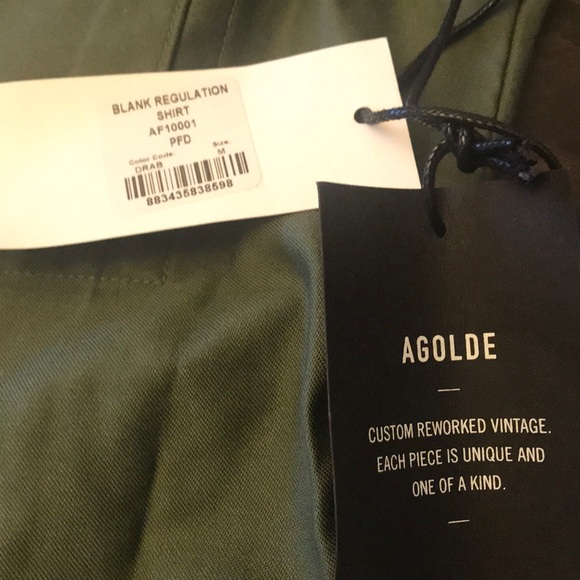 BLANK REGULATION
SHIRT
AF10001
PFD
Color Code: Size:
DRAB M
883435838598
AGOLDE
CUSTOM REWORKED VINTAGE.
EACH PIECE IS UNIQUE AND
ONE OF A KIND.